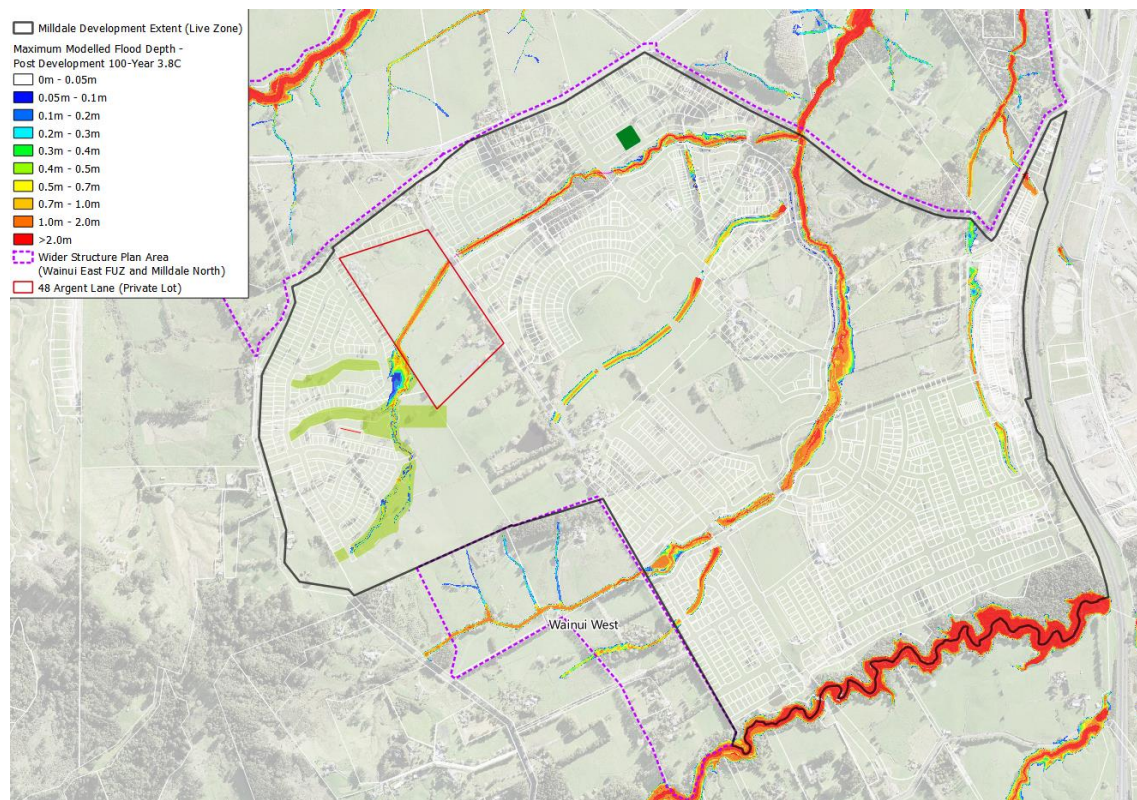 Milldale Development Extent (Live Zone)
Maximum Modelled Flood Depth -
Post Development 100-Year 3.8C
0m - 0.05m
0.05m - 0.1m
0.1m - 0.2m
0.2m - 0.3m
0.3m - 0.4m
0.4m - 0.5m
0.5m - 0.7m
0.7m - 1.0m
1.0m - 2.0m
>2.0m
Wider Structure Plan Area
(Wainui East FUZ and Milldale North)
48 Argent Lane (Private Lot)
Wainui West